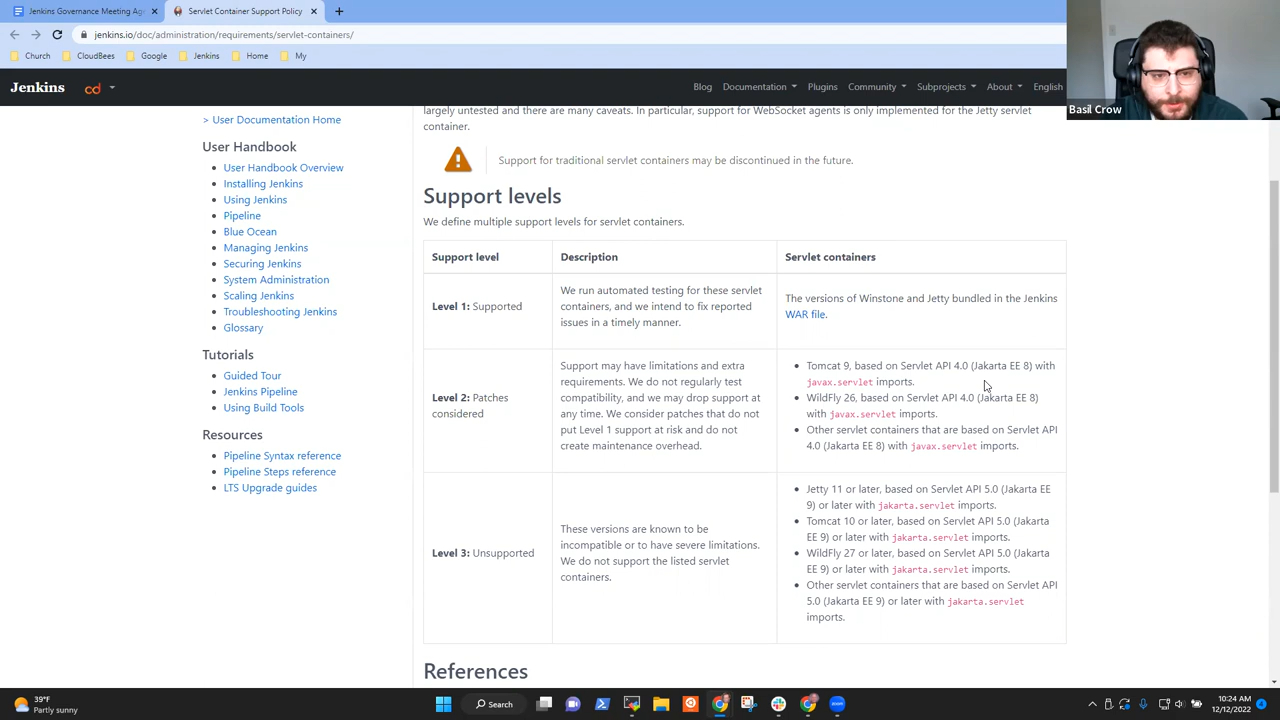 Jenkins Governance Meeting Age
Servlet Container Support Policy
jenkins.io/doc/administration/requirements/servlet-containers/
Church
CloudBees
Google
Jenkins
Home
My
Jenkins
cd
Blog
Documentation
Plugins
Community
Subprojects
About
English
Basil Crow
> User Documentation Home
User Handbook
User Handbook Overview
Installing Jenkins
Using Jenkins
Pipeline
Blue Ocean
Managing Jenkins
Securing Jenkins
System Administration
Scaling Jenkins
Troubleshooting Jenkins
Glossary
Tutorials
Guided Tour
Jenkins Pipeline
Using Build Tools
Resources
Pipeline Syntax reference
Pipeline Steps reference
LTS Upgrade guides
largely untested and there are many caveats. In particular, support for WebSocket agents is only implemented for the Jetty servlet
container.
Support for traditional servlet containers may be discontinued in the future.
Support levels
We define multiple support levels for servlet containers.
Support level
Description
Servlet containers
Level 1: Supported
We run automated testing for these servlet
containers, and we intend to fix reported
issues in a timely manner.
The versions of Winstone and Jetty bundled in the Jenkins
WAR file.
Level 2: Patches
considered
Support may have limitations and extra
requirements. We do not regularly test
compatibility, and we may drop support at
any time. We consider patches that do not
put Level 1 support at risk and do not
create maintenance overhead.
Tomcat 9, based on Servlet API 4.0 (Jakarta EE 8) with
javax.servlet imports.
WildFly 26, based on Servlet API 4.0 (Jakarta EE 8)
with javax.servlet imports.
Other servlet containers that are based on Servlet API
4.0 (Jakarta EE 8) with javax.servlet imports.
Level 3: Unsupported
These versions are known to be
incompatible or to have severe limitations.
We do not support the listed servlet
containers.
Jetty 11 or later, based on Servlet API 5.0 (Jakarta EE
9) or later with jakarta.servlet imports.
Tomcat 10 or later, based on Servlet API 5.0 (Jakarta
EE 9) or later with jakarta.servlet imports.
WildFly 27 or later, based on Servlet API 5.0 (Jakarta
EE 9) or later with jakarta.servlet imports.
Other servlet containers that are based on Servlet API
5.0 (Jakarta EE 9) or later with jakarta.servlet
imports.
References
39°F
Partly sunny
Search
10:24 AM
12/12/2022